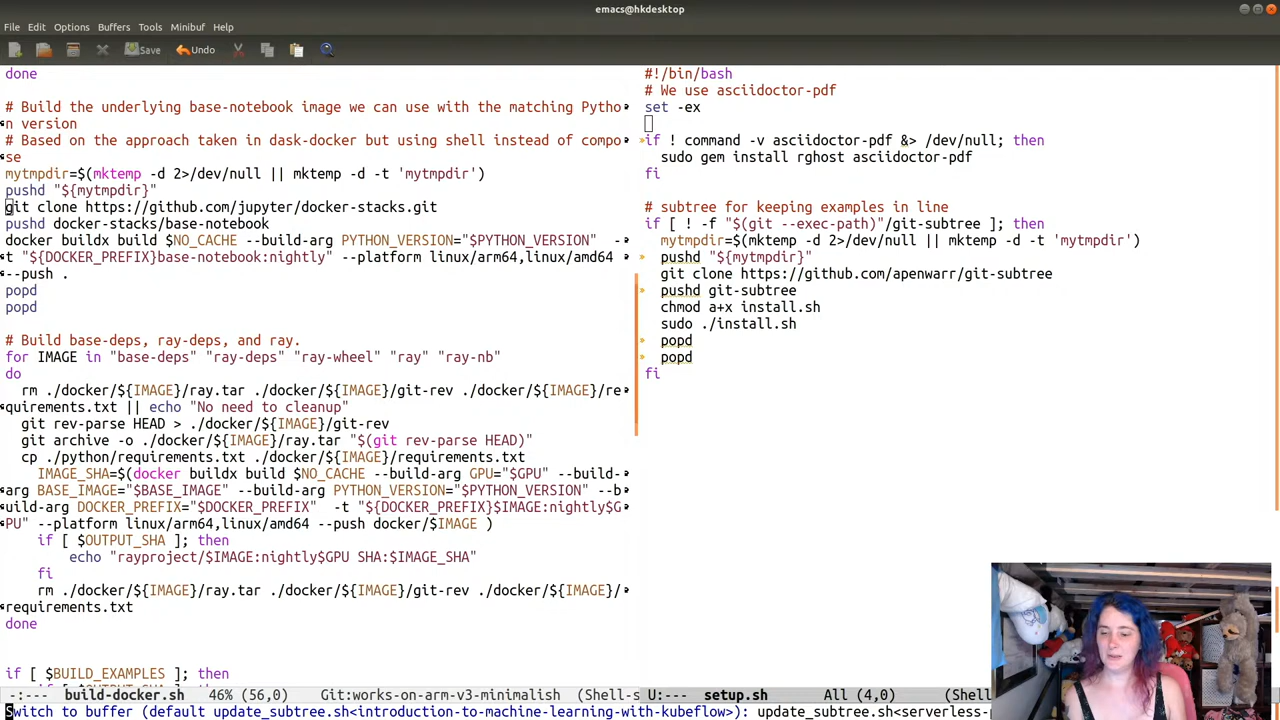 emacs@hkdesktop
File Edit Options Buffers Tools Minibuf Help
Save Undo
done
# Build the underlying base-notebook image we can use with the matching Pytho
n version
# Based on the approach taken in dask-docker but using shell instead of compo
se
mytmpdir=$(mktemp -d 2>/dev/null || mktemp -d -t 'mytmpdir')
pushd "${mytmpdir}"
git clone https://github.com/jupyter/docker-stacks.git
pushd docker-stacks/base-notebook
docker buildx build $NO_CACHE --build-arg PYTHON_VERSION="$PYTHON_VERSION" -
t "${DOCKER_PREFIX}base-notebook:nightly" --platform linux/arm64,linux/amd64
--push .
popd
popd
# Build base-deps, ray-deps, and ray.
for IMAGE in "base-deps" "ray-deps" "ray-wheel" "ray" "ray-nb"
do
rm ./docker/${IMAGE}/ray.tar ./docker/${IMAGE}/git-rev ./docker/${IMAGE}/re
quirements.txt || echo "No need to cleanup"
git rev-parse HEAD > ./docker/${IMAGE}/git-rev
git archive -o ./docker/${IMAGE}/ray.tar "$(git rev-parse HEAD)"
cp ./python/requirements.txt ./docker/${IMAGE}/requirements.txt
IMAGE_SHA=$(docker buildx build $NO_CACHE --build-arg GPU="$GPU" --build-
arg BASE_IMAGE="$BASE_IMAGE" --build-arg PYTHON_VERSION="$PYTHON_VERSION" --b
uild-arg DOCKER_PREFIX="$DOCKER_PREFIX" -t "${DOCKER_PREFIX}$IMAGE:nightly$G
PU" --platform linux/arm64,linux/amd64 --push docker/$IMAGE )
if [ $OUTPUT_SHA ]; then
echo "rayproject/$IMAGE:nightly$GPU SHA:$IMAGE_SHA"
fi
rm ./docker/${IMAGE}/ray.tar ./docker/${IMAGE}/git-rev ./docker/${IMAGE}/
requirements.txt
done
if [ $BUILD_EXAMPLES ]; then
-:--- build-docker.sh 46% (56,0) Git:works-on-arm-v3-minimalish (Shell-s
#!/bin/bash
# We use asciidoctor-pdf
set -ex
if ! command -v asciidoctor-pdf &> /dev/null; then
sudo gem install rghost asciidoctor-pdf
fi
# subtree for keeping examples in line
if [ ! -f "$(git --exec-path)"/git-subtree ]; then
mytmpdir=$(mktemp -d 2>/dev/null || mktemp -d -t 'mytmpdir')
pushd "${mytmpdir}"
git clone https://github.com/apenwarr/git-subtree
pushd git-subtree
chmod a+x install.sh
sudo ./install.sh
popd
popd
fi
U:--- setup.sh All (4,0) (Shell
Switch to buffer (default update_subtree.sh<introduction-to-machine-learning-with-kubeflow>): update_subtree.sh<serverless-